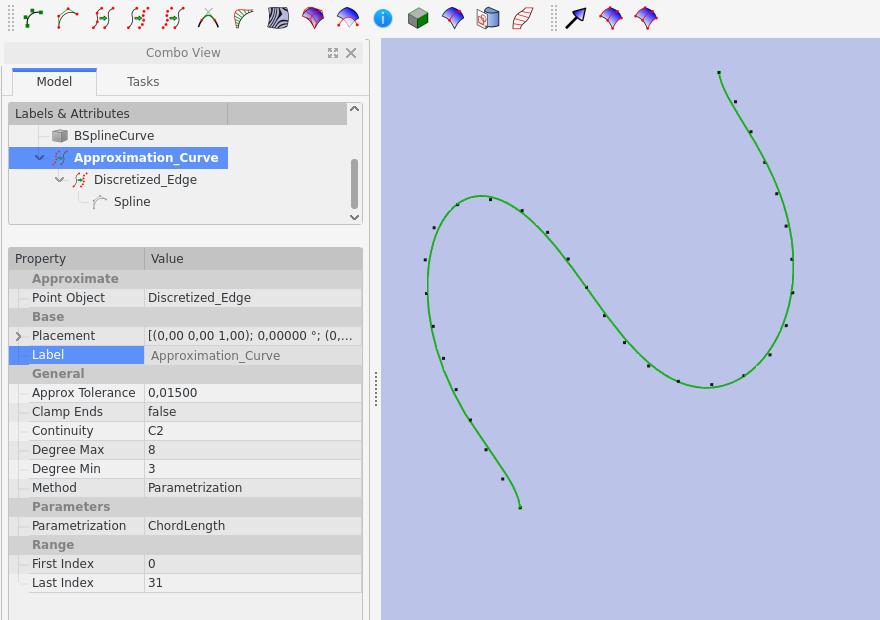 Combo View
Model Tasks
Labels & Attributes
BSplineCurve
Approximation_Curve
Discretized_Edge
Spline
Property Value
Approximate
Point Object Discretized_Edge
Base
Placement [(0,00 0,00 1,00); 0,00000 °; (0,...
Label Approximation_Curve
General
Approx Tolerance 0,01500
Clamp Ends false
Continuity C2
Degree Max 8
Degree Min 3
Method Parametrization
Parameters
Parametrization ChordLength
Range
First Index 0
Last Index 31